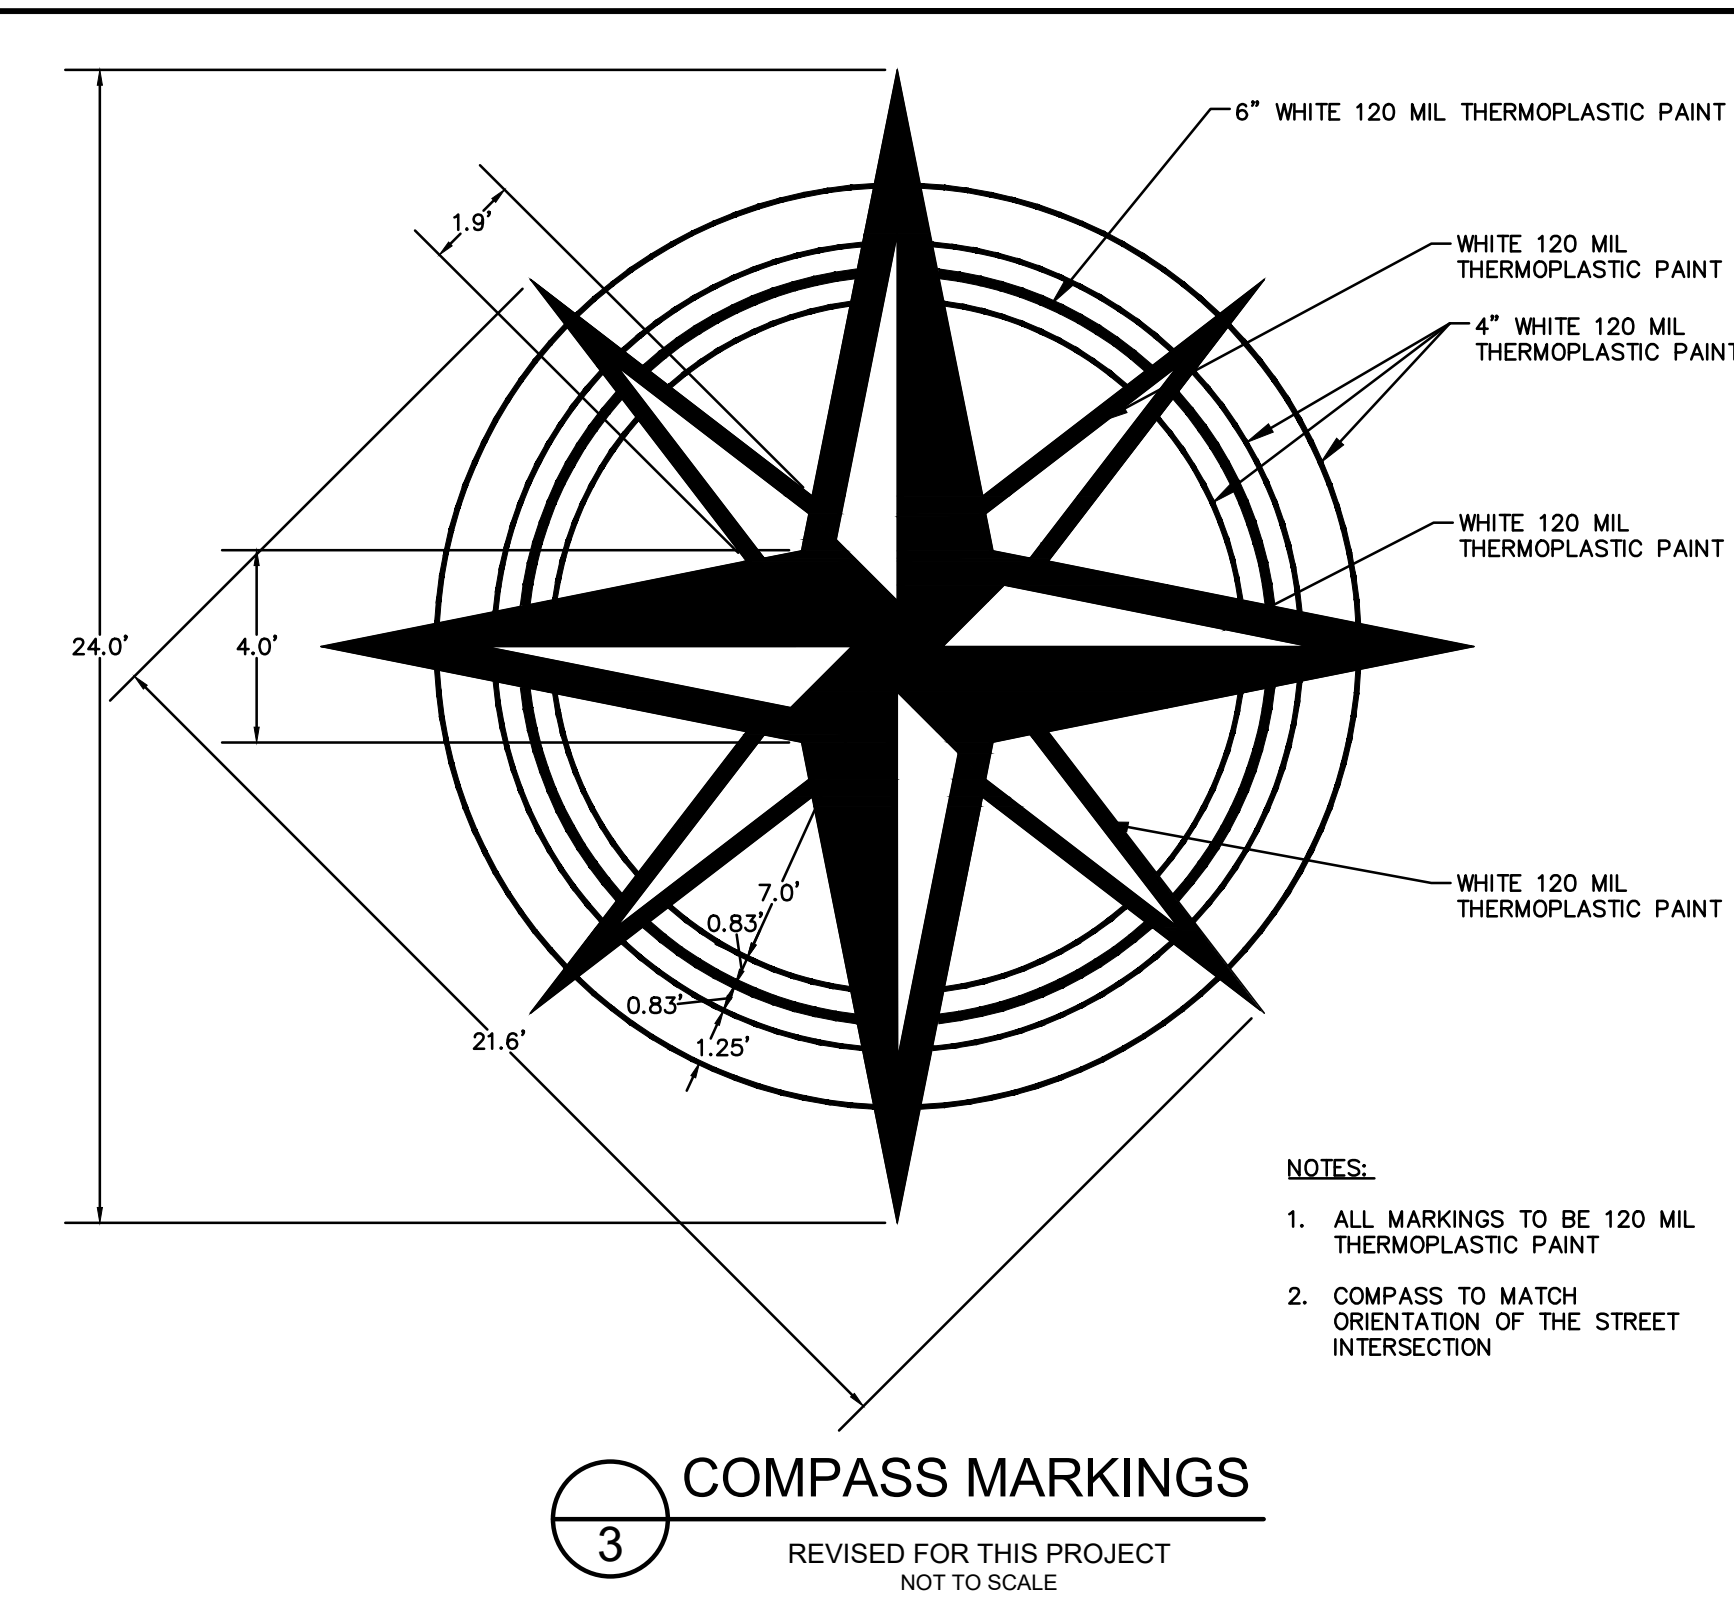 6” WHITE 120 MIL THERMOPLASTIC PAINT
1.9’
WHITE 120 MIL
THERMOPLASTIC PAINT
4” WHITE 120 MIL
THERMOPLASTIC PAINT
WHITE 120 MIL
THERMOPLASTIC PAINT
24.0’
4.0’
WHITE 120 MIL
THERMOPLASTIC PAINT
7.0’
0.83’
0.83’
21.6’
1.25’
NOTES:
1. ALL MARKINGS TO BE 120 MIL
THERMOPLASTIC PAINT
2. COMPASS TO MATCH
ORIENTATION OF THE STREET
INTERSECTION
COMPASS MARKINGS
3
REVISED FOR THIS PROJECT
NOT TO SCALE